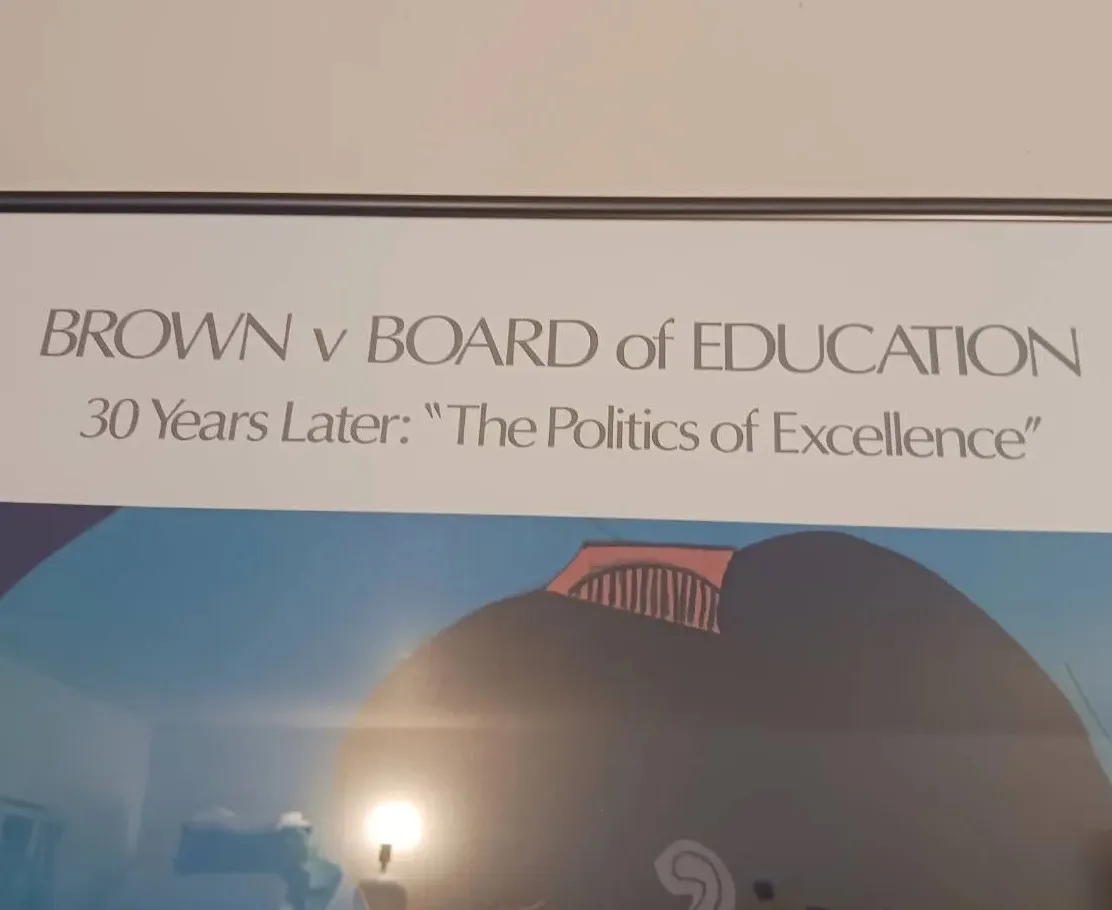 BROWN v BOARD of EDUCATION
30 Years Later: "The Politics of Excellence"